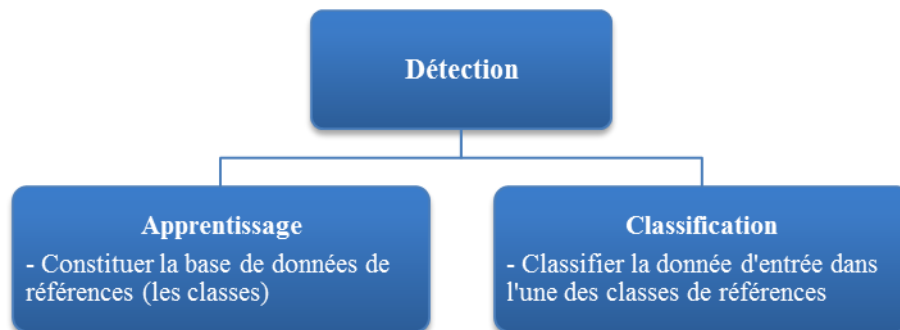 Détection
Apprentissage
- Constituer la base de données de
références (les classes)
Classification
- Classifier la donnée d'entrée dans
l'une des classes de références